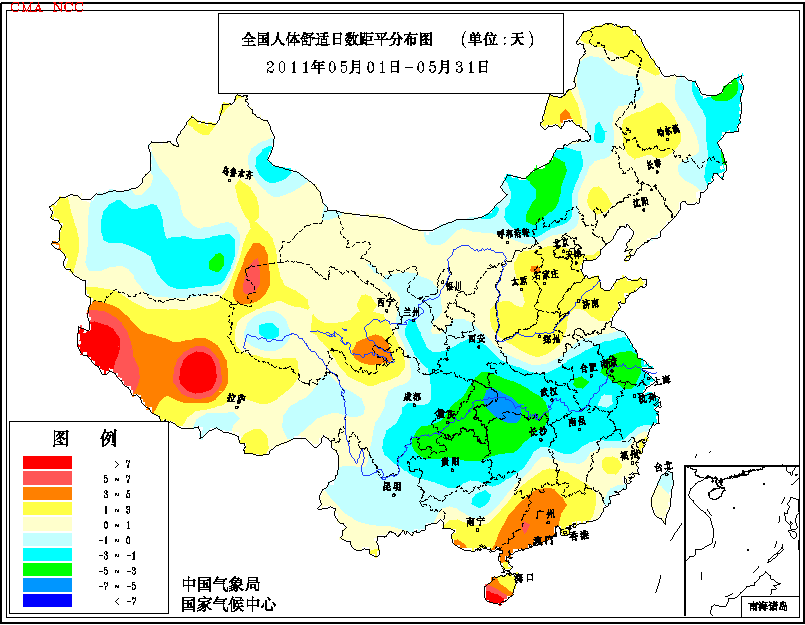 CMA NCC
全国人体舒适日数距平分布图 (单位:天)
2011年05月01日-05月31日
哈尔滨
长春
乌鲁木齐
沈阳
呼和浩特
北京
天津
石家庄
太原
银川
西宁
济南
兰州
郑州
西安
合肥
南京
上海
拉萨
成都
武汉
杭州
重庆
南昌
长沙
贵阳
福州
台北
昆明
广州
南宁
澳门
香港
海口
图 例
> 7
5 ~ 7
3 ~ 5
1 ~ 3
0 ~ 1
-1 ~ 0
-3 ~ -1
-5 ~ -3
-7 ~ -5
< -7
中国气象局
国家气候中心
南海诸岛